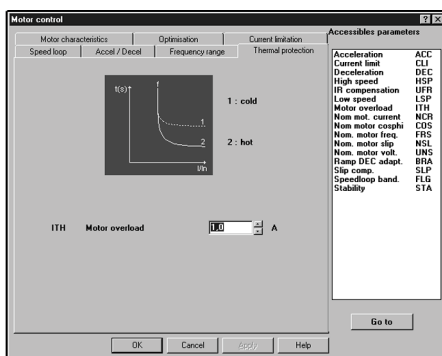 Motor control
Motor characteristics
Optimisation
Current limitation
Speed loop
Accel / Decel
Frequency range
Thermal protection
t(s)
f
1
2
I/In
1 : cold
2 : hot
ITH Motor overload 1,0 A
OK
Cancel
Apply
Help
Accessibles parameters
Acceleration ACC
Current limit CLI
Deceleration DEC
High speed HSP
IR compensation UFR
Low speed LSP
Motor overload ITH
Nom mot. current NCR
Nom motor cosphi COS
Nom. motor freq. FRS
Nom. motor slip NSL
Nom. motor volt. UNS
Ramp DEC adapt. BRA
Slip comp. SLP
Speedloop band. FLG
Stability STA
Go to